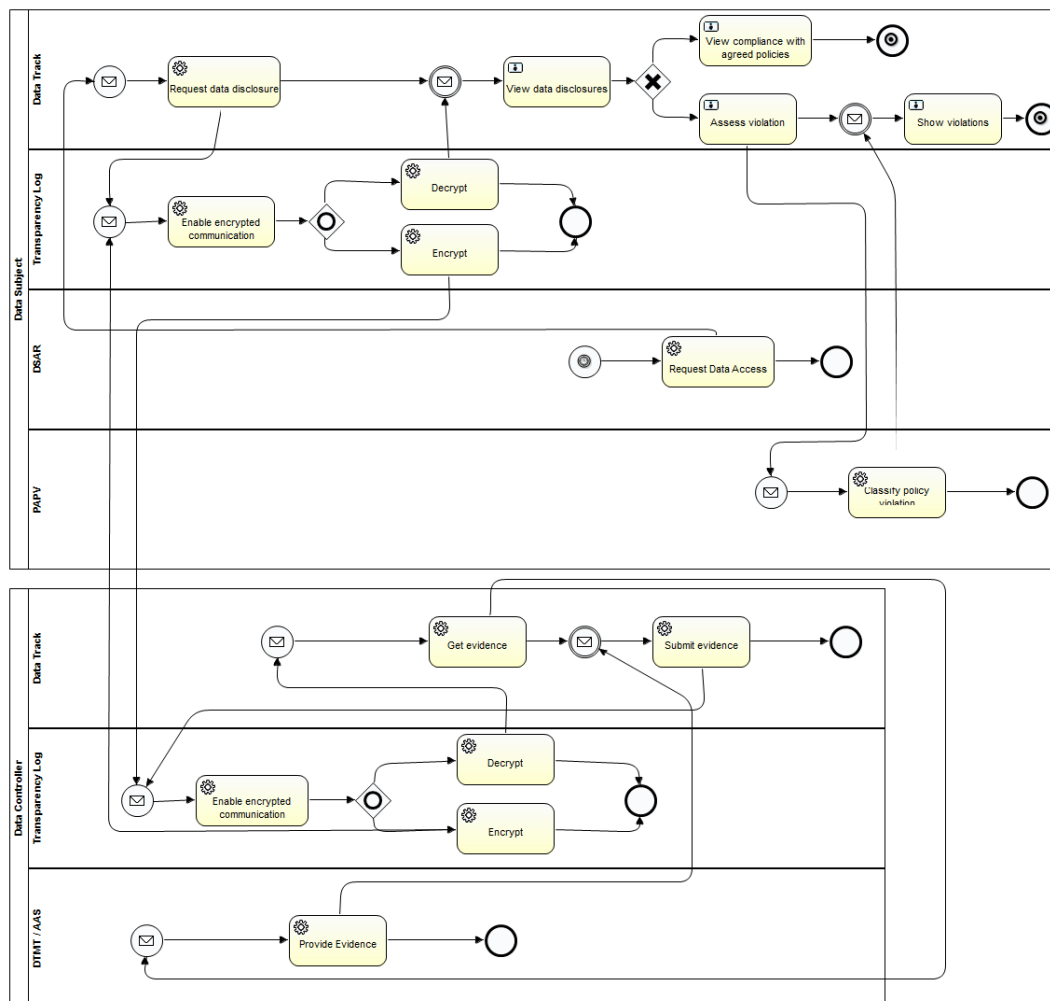 Data Subject
Data Track
Request data disclosure
View data disclosures
View compliance with
agreed policies
Assess violation
Show violations
Transparency Log
Enable encrypted
communication
Decrypt
Encrypt
DSAR
Request Data Access
PAPV
Classify policy
violation
Data Controller
Data Track
Get evidence
Submit evidence
Transparency Log
Enable encrypted
communication
Decrypt
Encrypt
DTMT / AAS
Provide Evidence